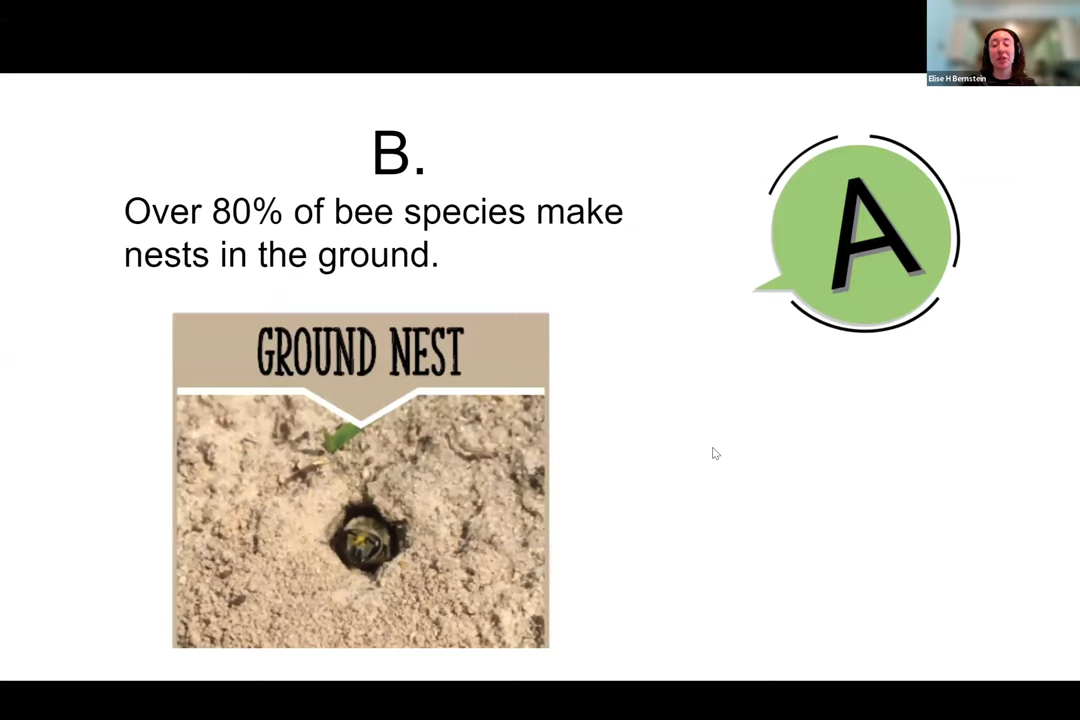 Elise H Bernstein
B.
Over 80% of bee species make
nests in the ground.
A
GROUND NEST